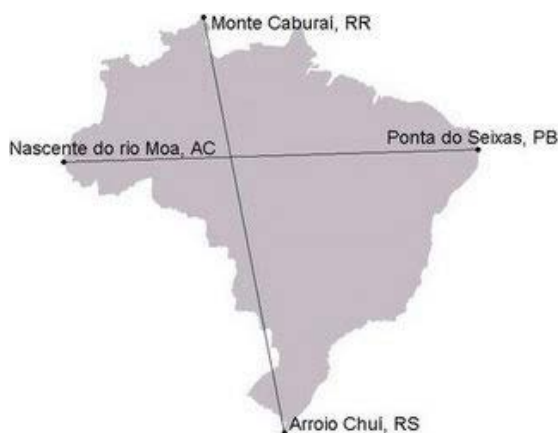 Monte Caburaí, RR
Ponta do Seixas, PB
Nascente do rio Moa, AC
Arroio Chuí, RS